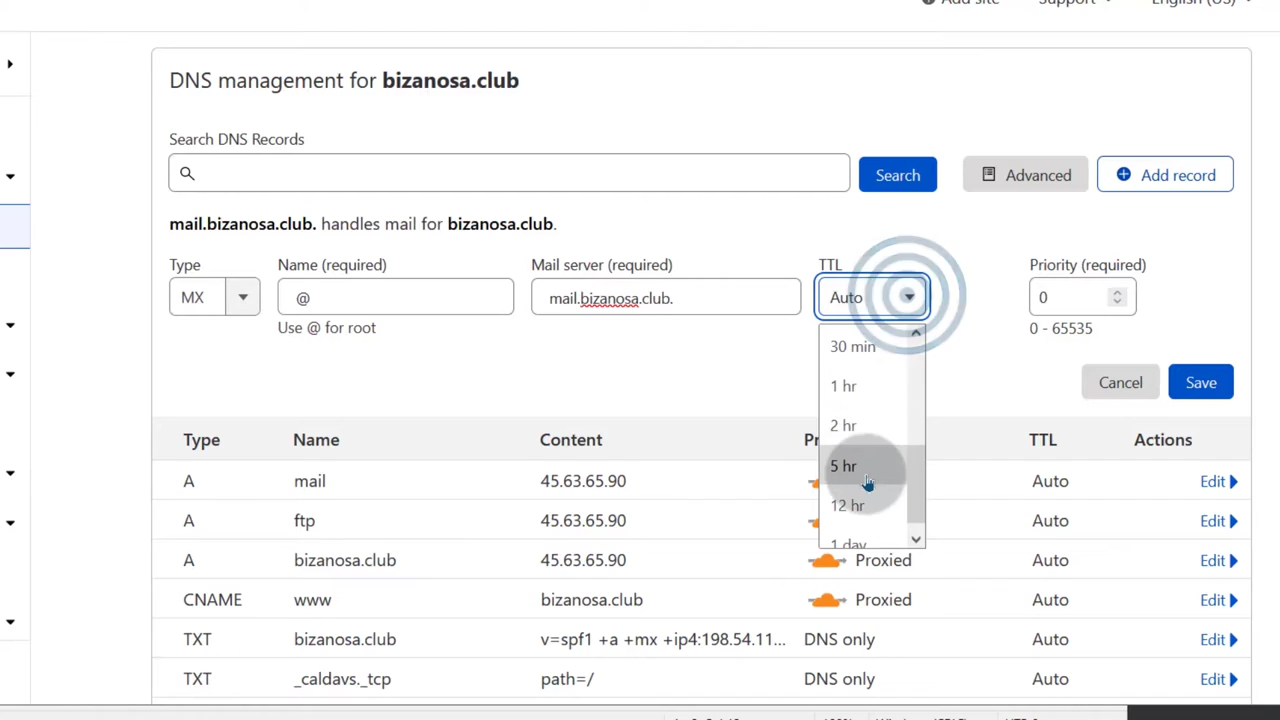 Add site Support English (US)
DNS management for bizanosa.club
Search DNS Records
Search Advanced Add record
mail.bizanosa.club. handles mail for bizanosa.club.
Type Name (required) Mail server (required) TTL Priority (required)
MX @ mail.bizanosa.club. Auto 0
Use @ for root 0 - 65535
30 min
1 hr
Cancel Save
2 hr
Type Name Content TTL Actions
5 hr
A mail 45.63.65.90 Auto Edit
12 hr
A ftp 45.63.65.90 Auto Edit
1 day
A bizanosa.club 45.63.65.90 Proxied Auto Edit
CNAME www bizanosa.club Proxied Auto Edit
TXT bizanosa.club v=spf1 +a +mx +ip4:198.54.11... DNS only Auto Edit
TXT _caldavs._tcp path=/ DNS only Auto Edit